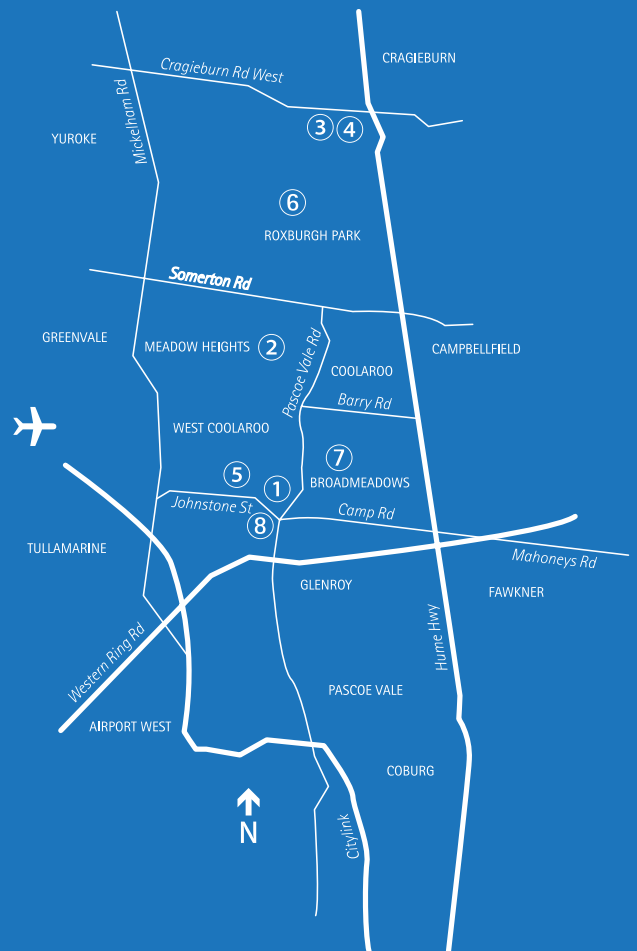 CRAGIEBURN
Cragieburn Rd West
Mickelham Rd
3
4
YUROKE
6
ROXBURGH PARK
Somerton Rd
GREENVALE
MEADOW HEIGHTS
2
Pascoe Vale Rd
CAMPBELLFIELD
COOLAROO
Barry Rd
WEST COOLAROO
7
5
BROADMEADOWS
1
Johnstone St
Camp Rd
8
TULLAMARINE
Mahoneys Rd
GLENROY
FAWKNER
Hume Hwy
Western Ring Rd
PASCOE VALE
AIRPORT WEST
COBURG
N
Citylink